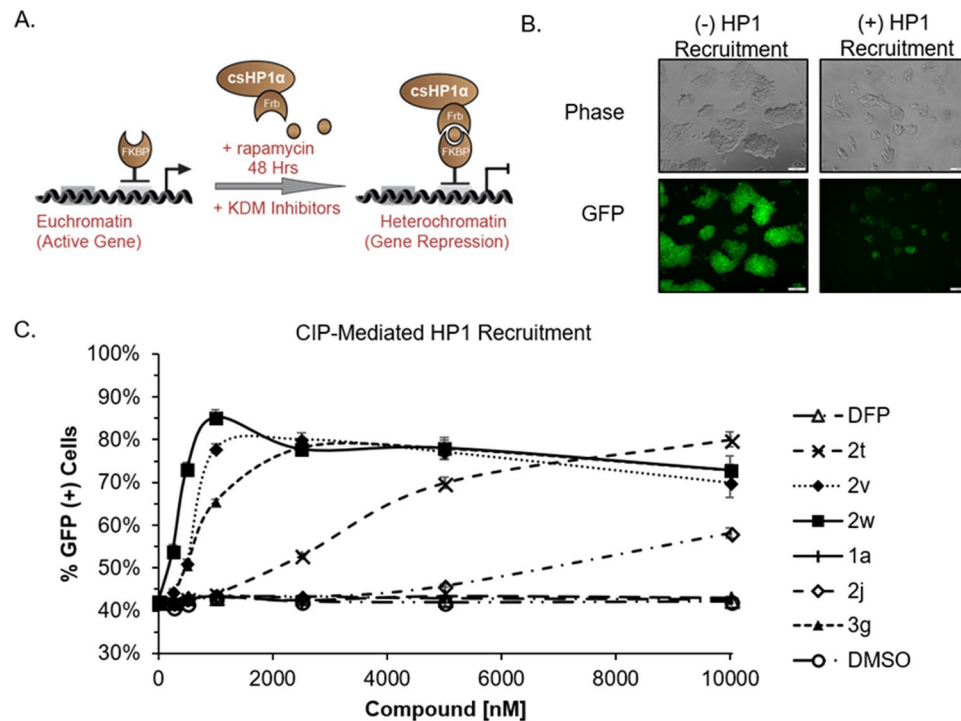 A.
csHP1α
Frb
FKBP
+ rapamycin
48 Hrs
+ KDM Inhibitors
Euchromatin
(Active Gene)
csHP1α
Frb
FKBP
Heterochromatin
(Gene Repression)
B.
(-) HP1
Recruitment
(+) HP1
Recruitment
Phase
GFP
C.
CIP-Mediated HP1 Recruitment
% GFP (+) Cells
100%
90%
80%
70%
60%
50%
40%
30%
0
2000
4000
6000
8000
10000
Compound [nM]
DFP
2t
2v
2w
1a
2j
3g
DMSO